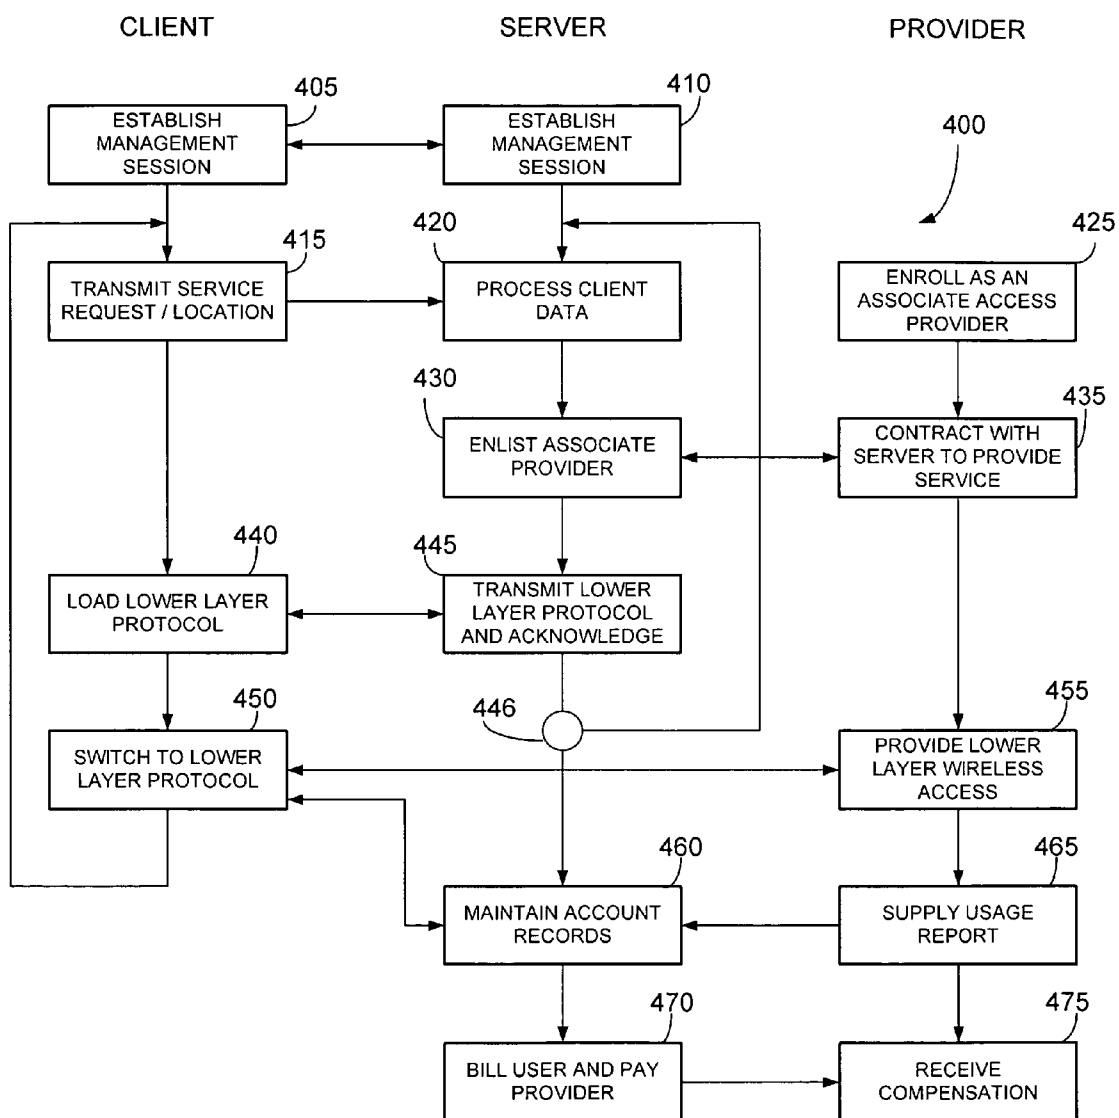 CLIENT
SERVER
PROVIDER
405
ESTABLISH
MANAGEMENT
SESSION
410
ESTABLISH
MANAGEMENT
SESSION
400
415
TRANSMIT SERVICE
REQUEST / LOCATION
420
PROCESS CLIENT
DATA
425
ENROLL AS AN
ASSOCIATE ACCESS
PROVIDER
430
ENLIST ASSOCIATE
PROVIDER
435
CONTRACT WITH
SERVER TO PROVIDE
SERVICE
440
LOAD LOWER LAYER
PROTOCOL
445
TRANSMIT LOWER
LAYER PROTOCOL
AND ACKNOWLEDGE
446
450
SWITCH TO LOWER
LAYER PROTOCOL
455
PROVIDE LOWER
LAYER WIRELESS
ACCESS
460
MAINTAIN ACCOUNT
RECORDS
465
SUPPLY USAGE
REPORT
470
BILL USER AND PAY
PROVIDER
475
RECEIVE
COMPENSATION